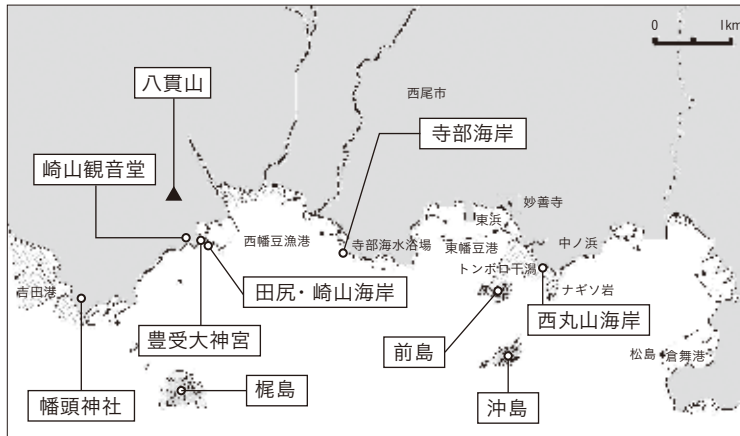 0 1km
八貫山
西尾市
寺部海岸
崎山観音堂
妙善寺
東浜
西幡豆漁港
寺部海水浴場
東幡豆港
中ノ浜
トンボロ干潟
吉田港
田尻・崎山海岸
ナギソ岩
西丸山海岸
豊受大神宮
前島
松島
倉舞港
幡頭神社
梶島
沖島